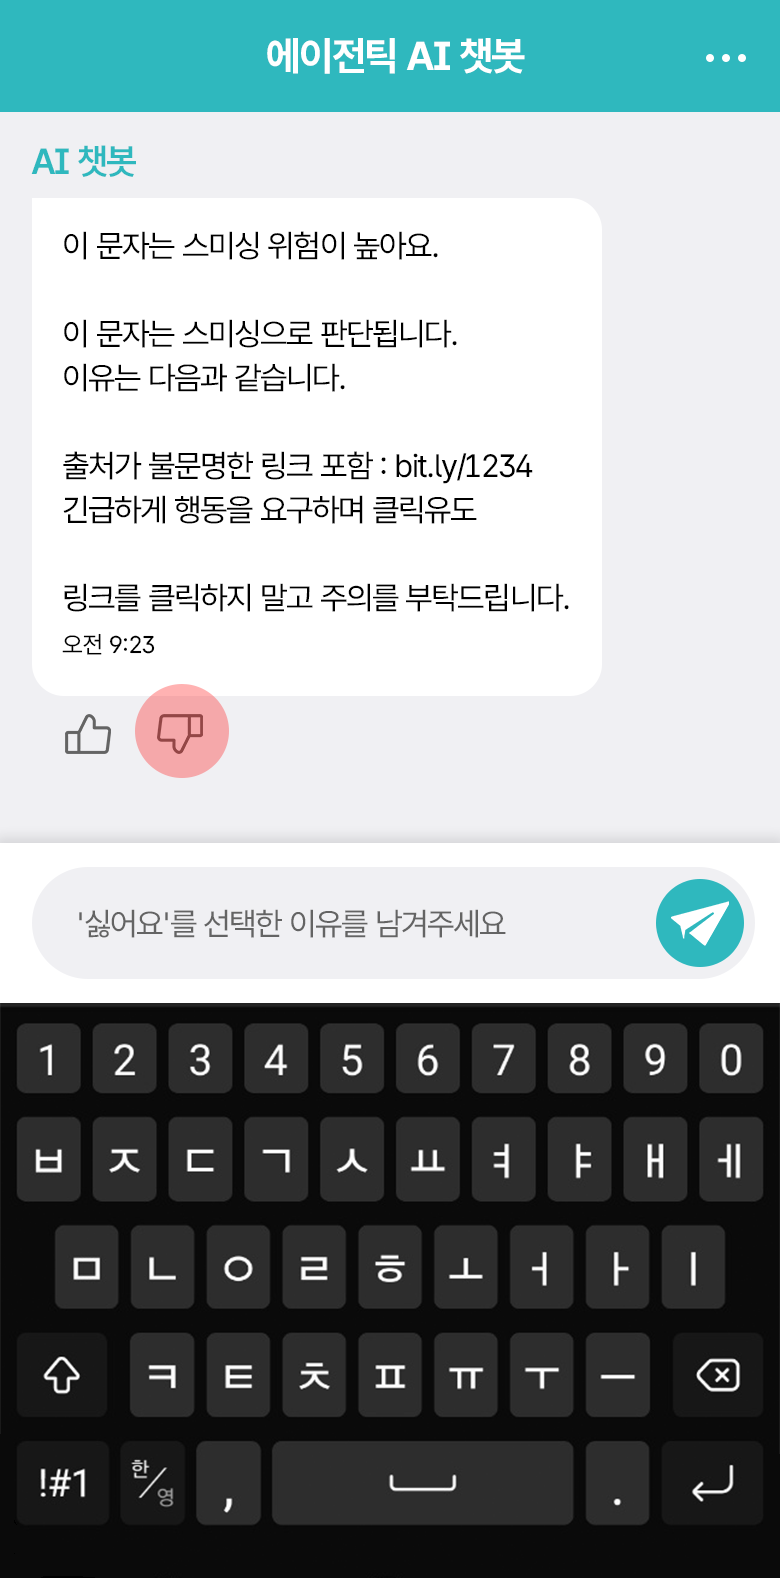 에이전틱 AI 챗봇
AI 챗봇
이 문자는 스미싱 위험이 높아요.
이 문자는 스미싱으로 판단됩니다.
이유는 다음과 같습니다.
출처가 불문명한 링크 포함 : bit.ly/1234
긴급하게 행동을 요구하며 클릭유도
링크를 클릭하지 말고 주의를 부탁드립니다.
오전 9:23
'싫어요'를 선택한 이유를 남겨주세요
1 2 3 4 5 6 7 8 9 0
ㅂ ㅈ ㄷ ㄱ ㅅ ㅛ ㅕ ㅑ ㅐ ㅔ
ㅁ ㄴ ㅇ ㄹ ㅎ ㅗ ㅓ ㅏ ㅣ
ㅋ ㅌ ㅊ ㅍ ㅠ ㅜ ㅡ
!#1 한/영 , .